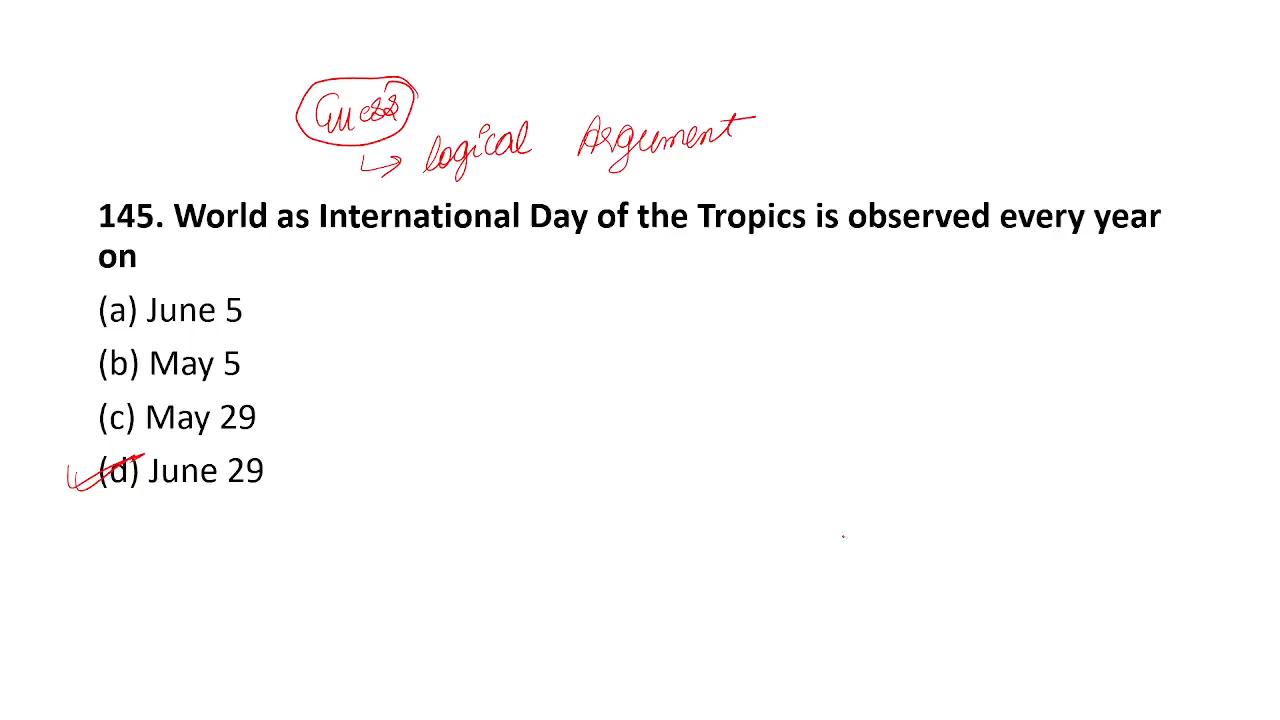 Guess
logical Argument
145. World as International Day of the Tropics is observed every year
on
(a) June 5
(b) May 5
(c) May 29
(d) June 29